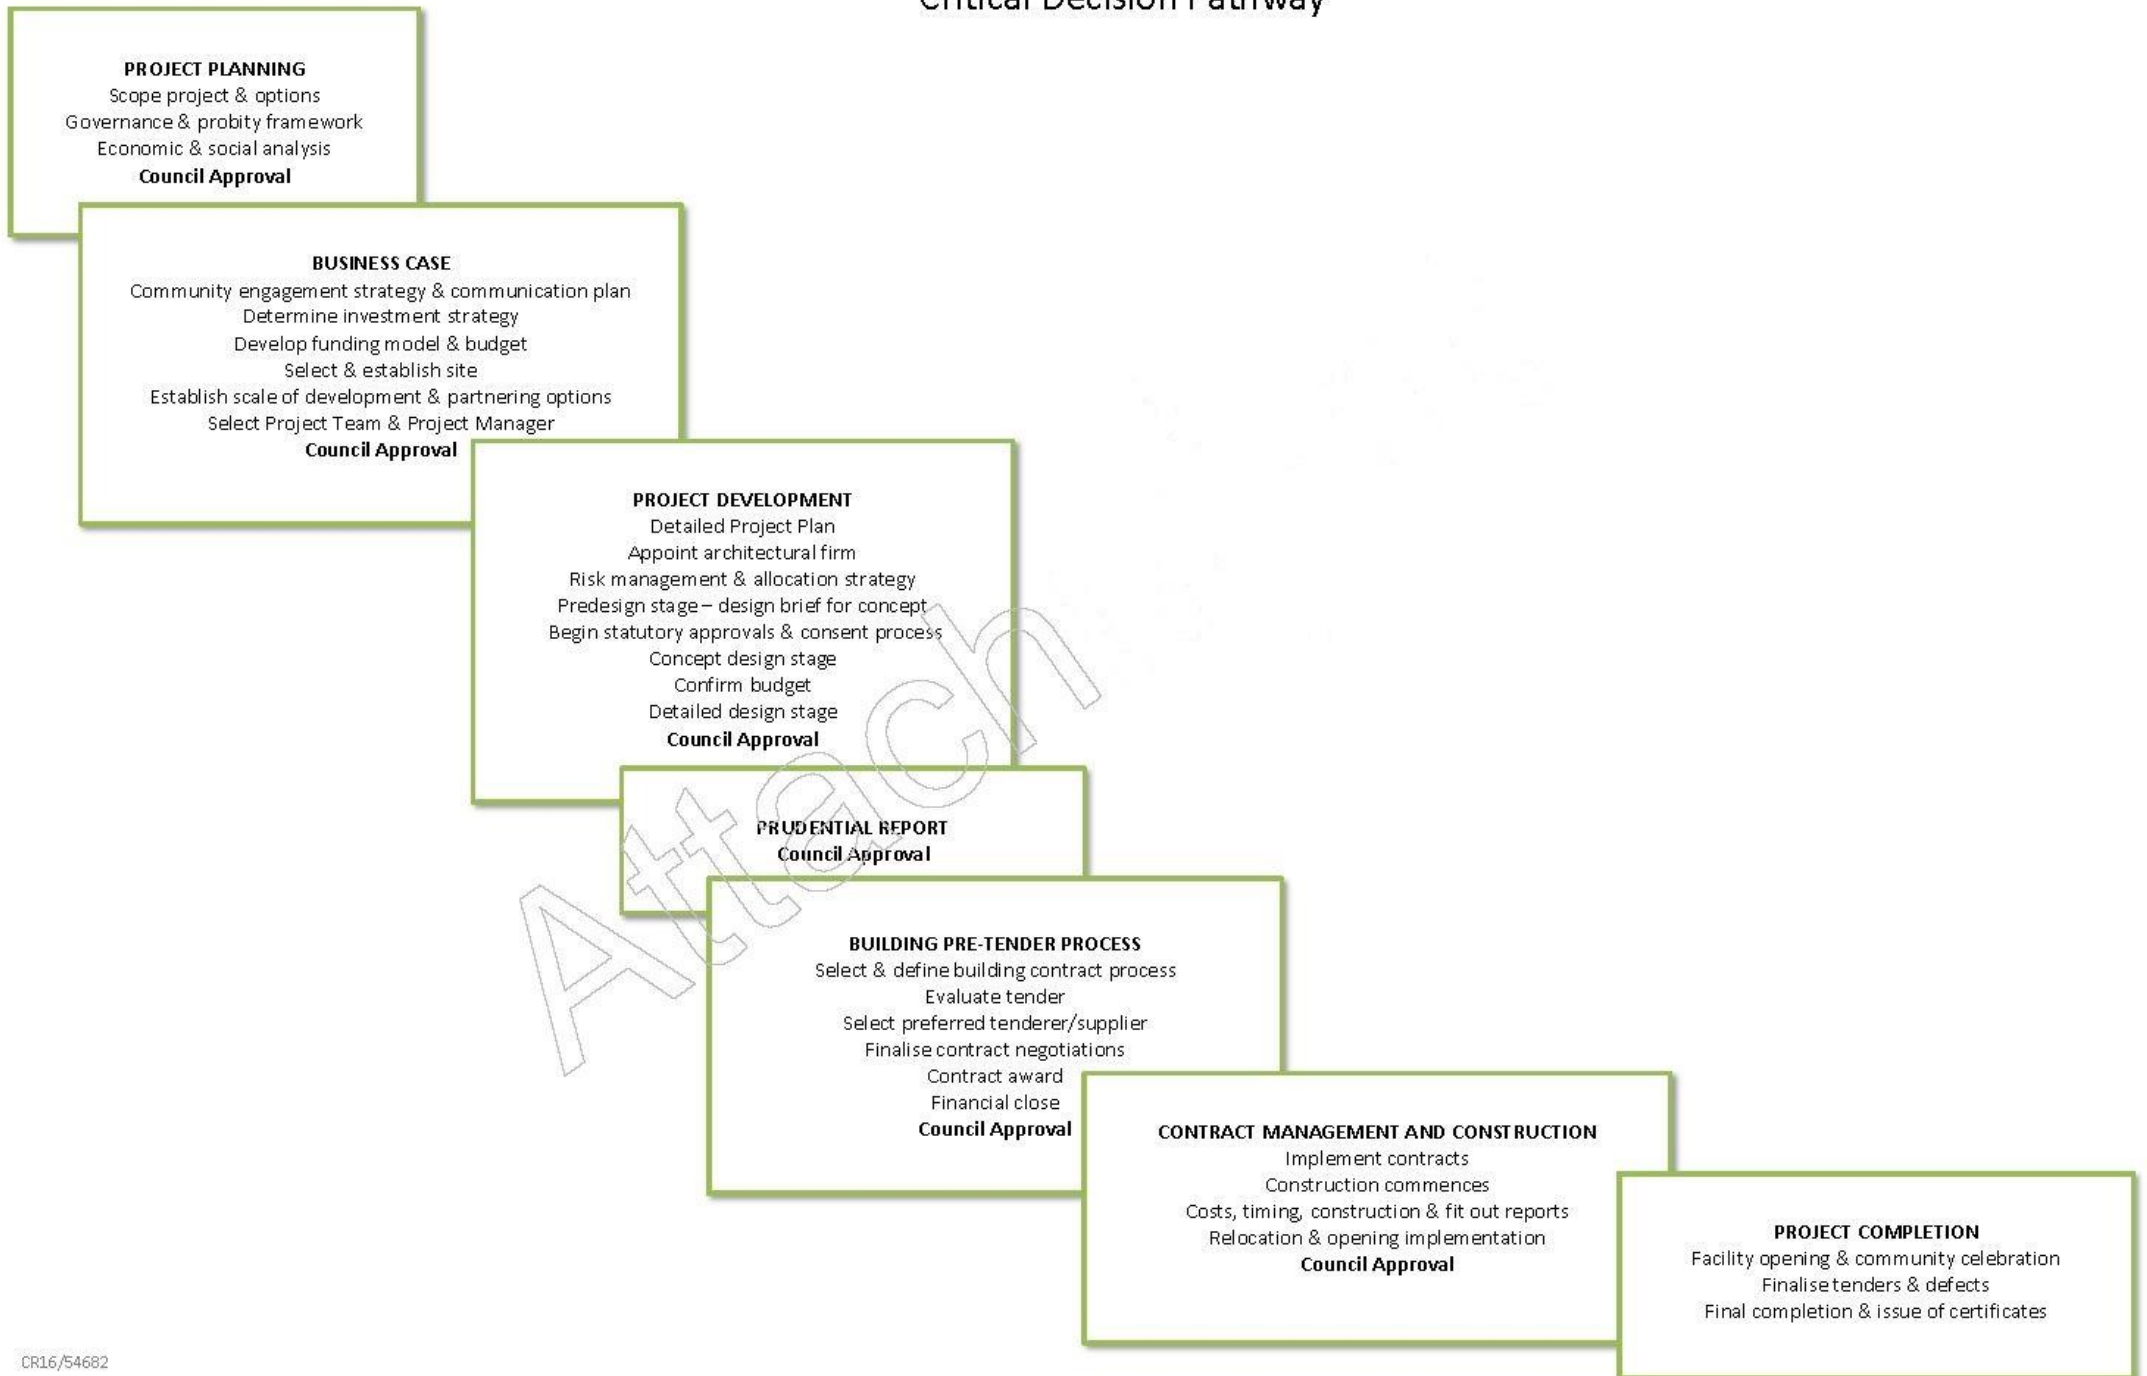 Critical Decision Pathway
PROJECT PLANNING
Scope project & options
Governance & probity framework
Economic & social analysis
Council Approval
BUSINESS CASE
Community engagement strategy & communication plan
Determine investment strategy
Develop funding model & budget
Select & establish site
Establish scale of development & partnering options
Select Project Team & Project Manager
Council Approval
PROJECT DEVELOPMENT
Detailed Project Plan
Appoint architectural firm
Risk management & allocation strategy
Predesign stage – design brief for concept
Begin statutory approvals & consent process
Concept design stage
Confirm budget
Detailed design stage
Council Approval
PRUDENTIAL REPORT
Council Approval
BUILDING PRE-TENDER PROCESS
Select & define building contract process
Evaluate tender
Select preferred tenderer/supplier
Finalise contract negotiations
Contract award
Financial close
Council Approval
CONTRACT MANAGEMENT AND CONSTRUCTION
Implement contracts
Construction commences
Costs, timing, construction & fit out reports
Relocation & opening implementation
Council Approval
PROJECT COMPLETION
Facility opening & community celebration
Finalise tenders & defects
Final completion & issue of certificates
Attach
CR16/54682